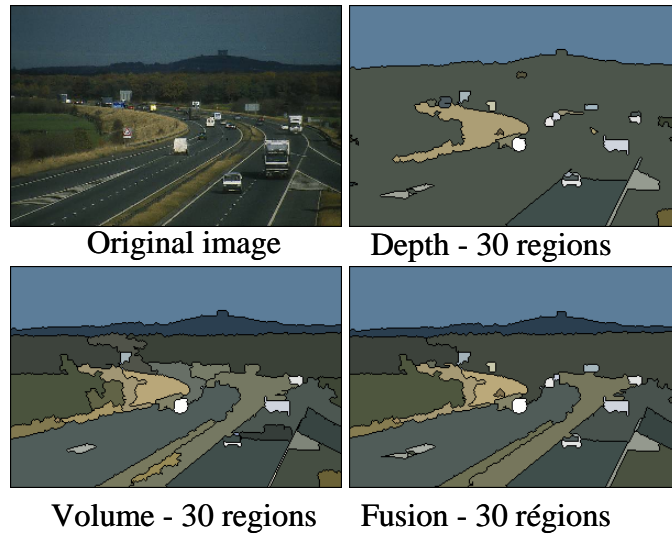 Original image
Depth - 30 regions
Volume - 30 regions
Fusion - 30 régions